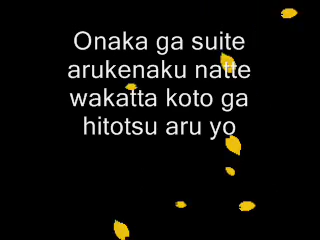 Onaka ga suite
arukenaku natte
wakatta koto ga
hitotsu aru yo